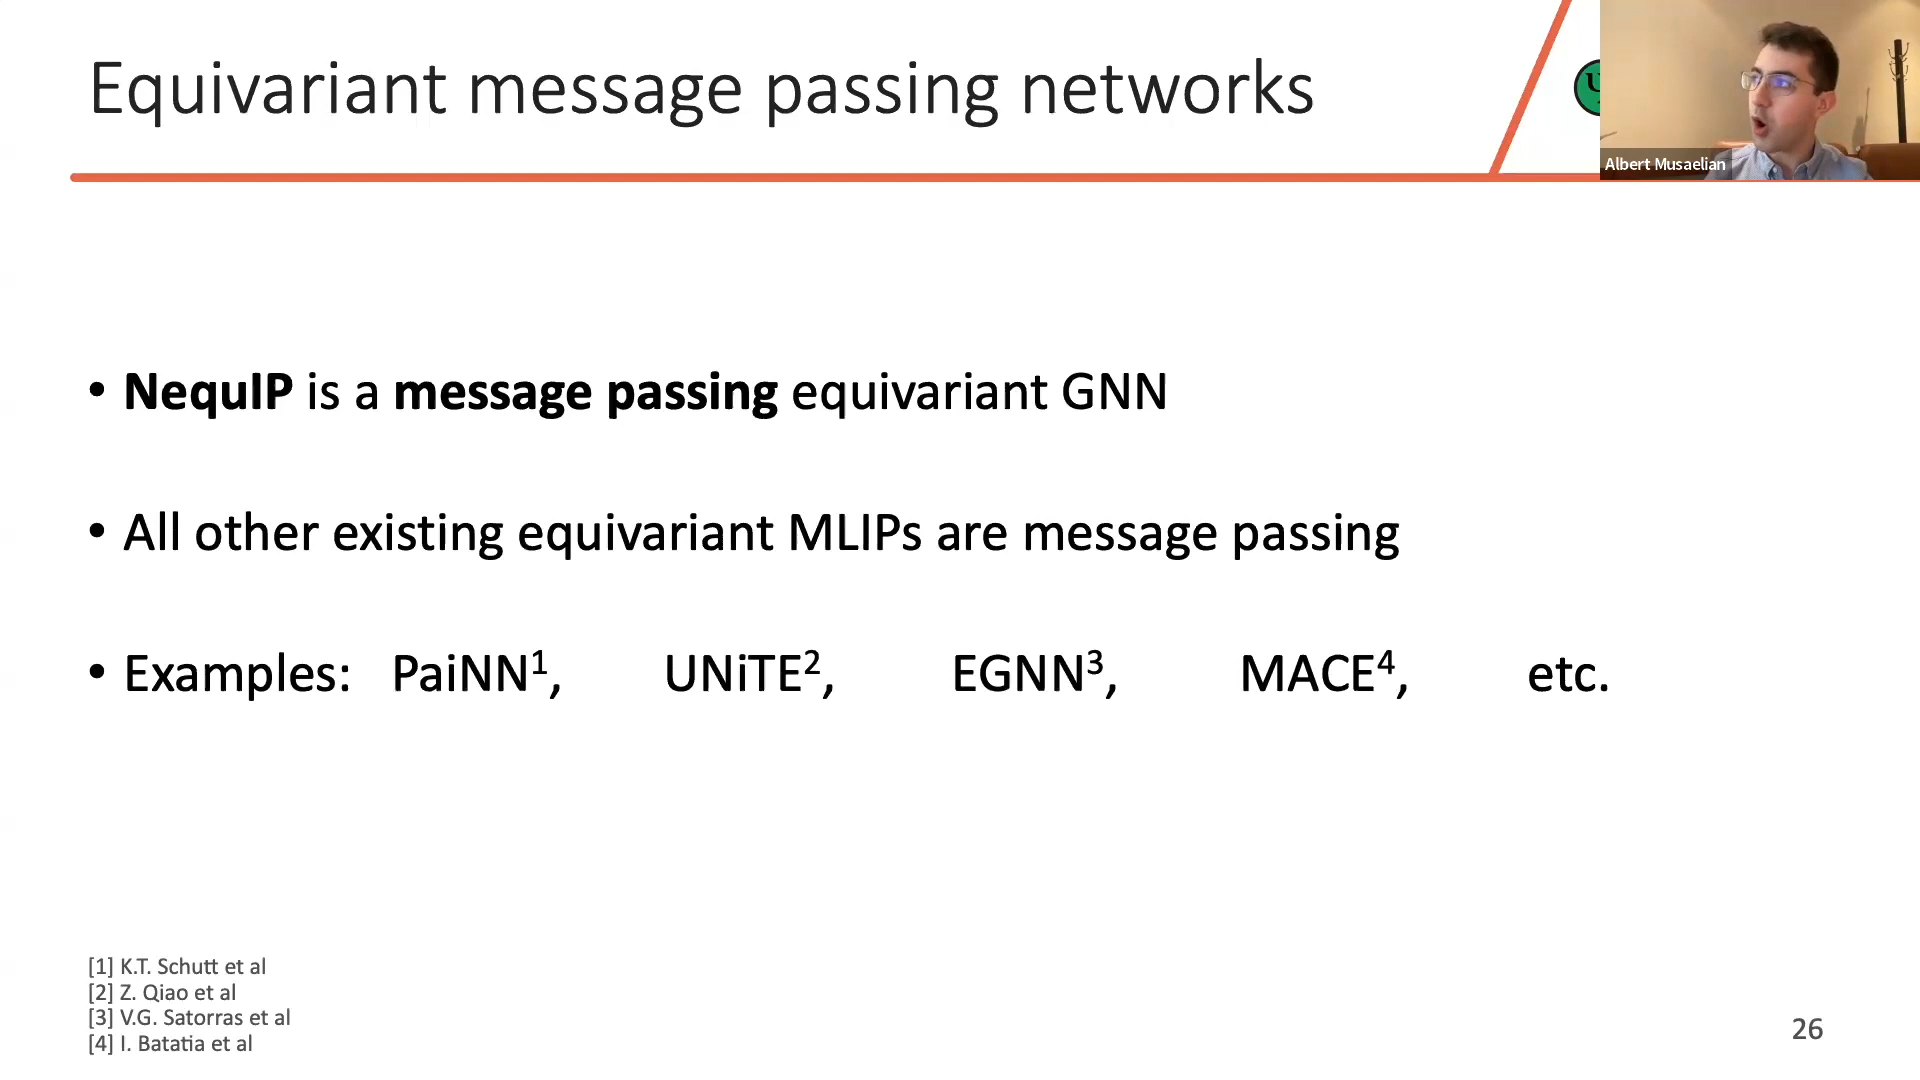 Equivariant message passing networks
Albert Musaelian
• NequIP is a message passing equivariant GNN
• All other existing equivariant MLIPs are message passing
• Examples: PaiNN¹, UNiTE², EGNN³, MACE⁴, etc.
[1] K.T. Schutt et al
[2] Z. Qiao et al
[3] V.G. Satorras et al
[4] I. Batatia et al
26